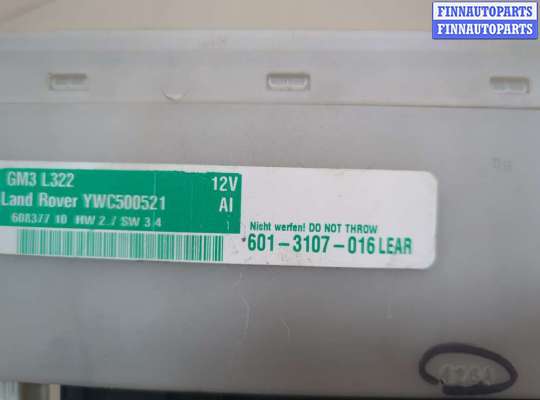 FINNAUTOPARTS
FINNAUTOPARTS
GM3 L322 12V
Land Rover YWC500521 AI
608377 10 HW 2.7 SW 3.4
Nicht werfen! DO NOT THROW
*601-3107-016 LEAR